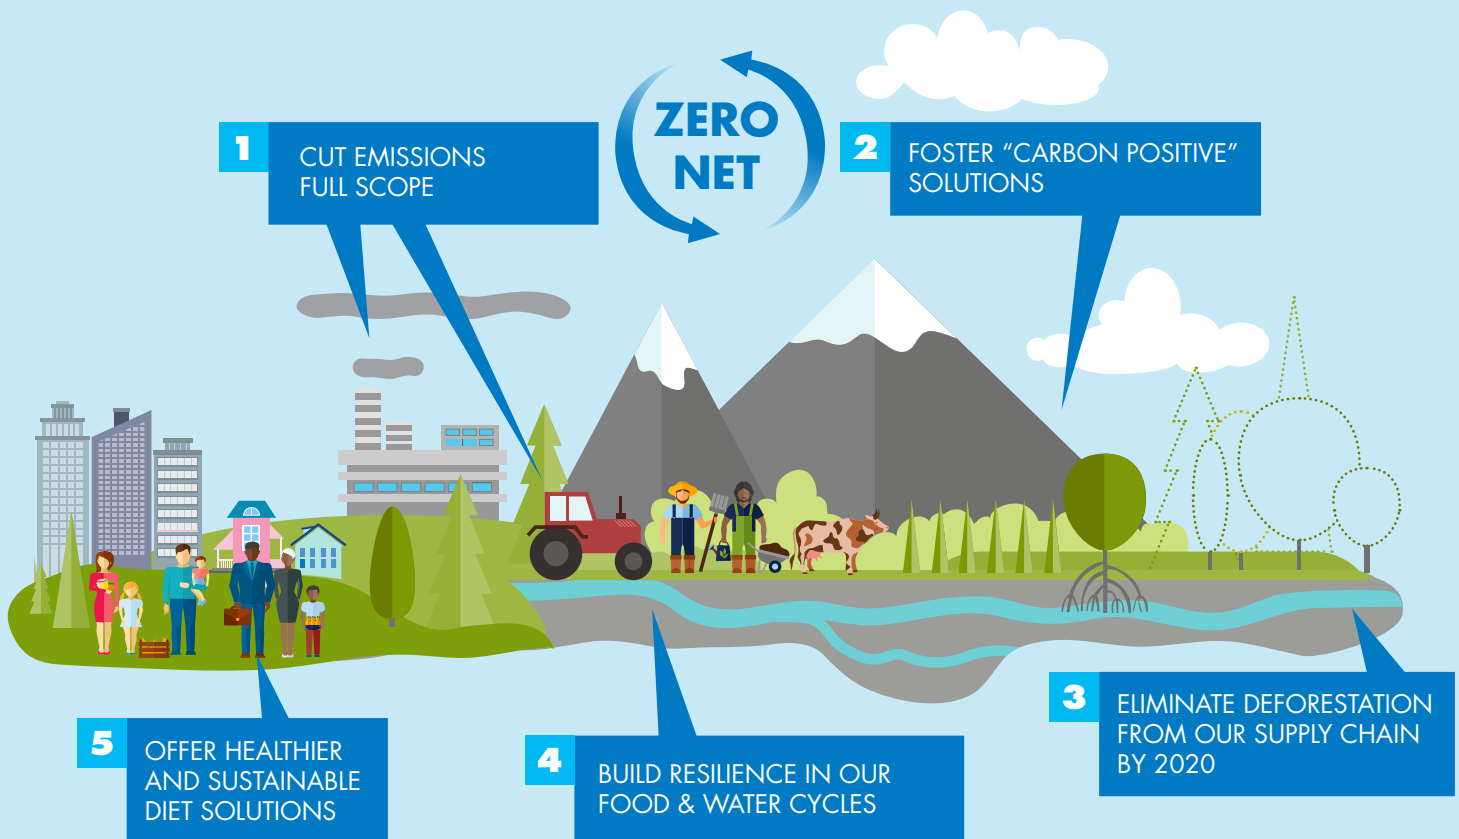 ZERO
NET
1
CUT EMISSIONS
FULL SCOPE
2
FOSTER “CARBON POSITIVE”
SOLUTIONS
3
ELIMINATE DEFORESTATION
FROM OUR SUPPLY CHAIN
BY 2020
4
BUILD RESILIENCE IN OUR
FOOD & WATER CYCLES
5
OFFER HEALTHIER
AND SUSTAINABLE
DIET SOLUTIONS